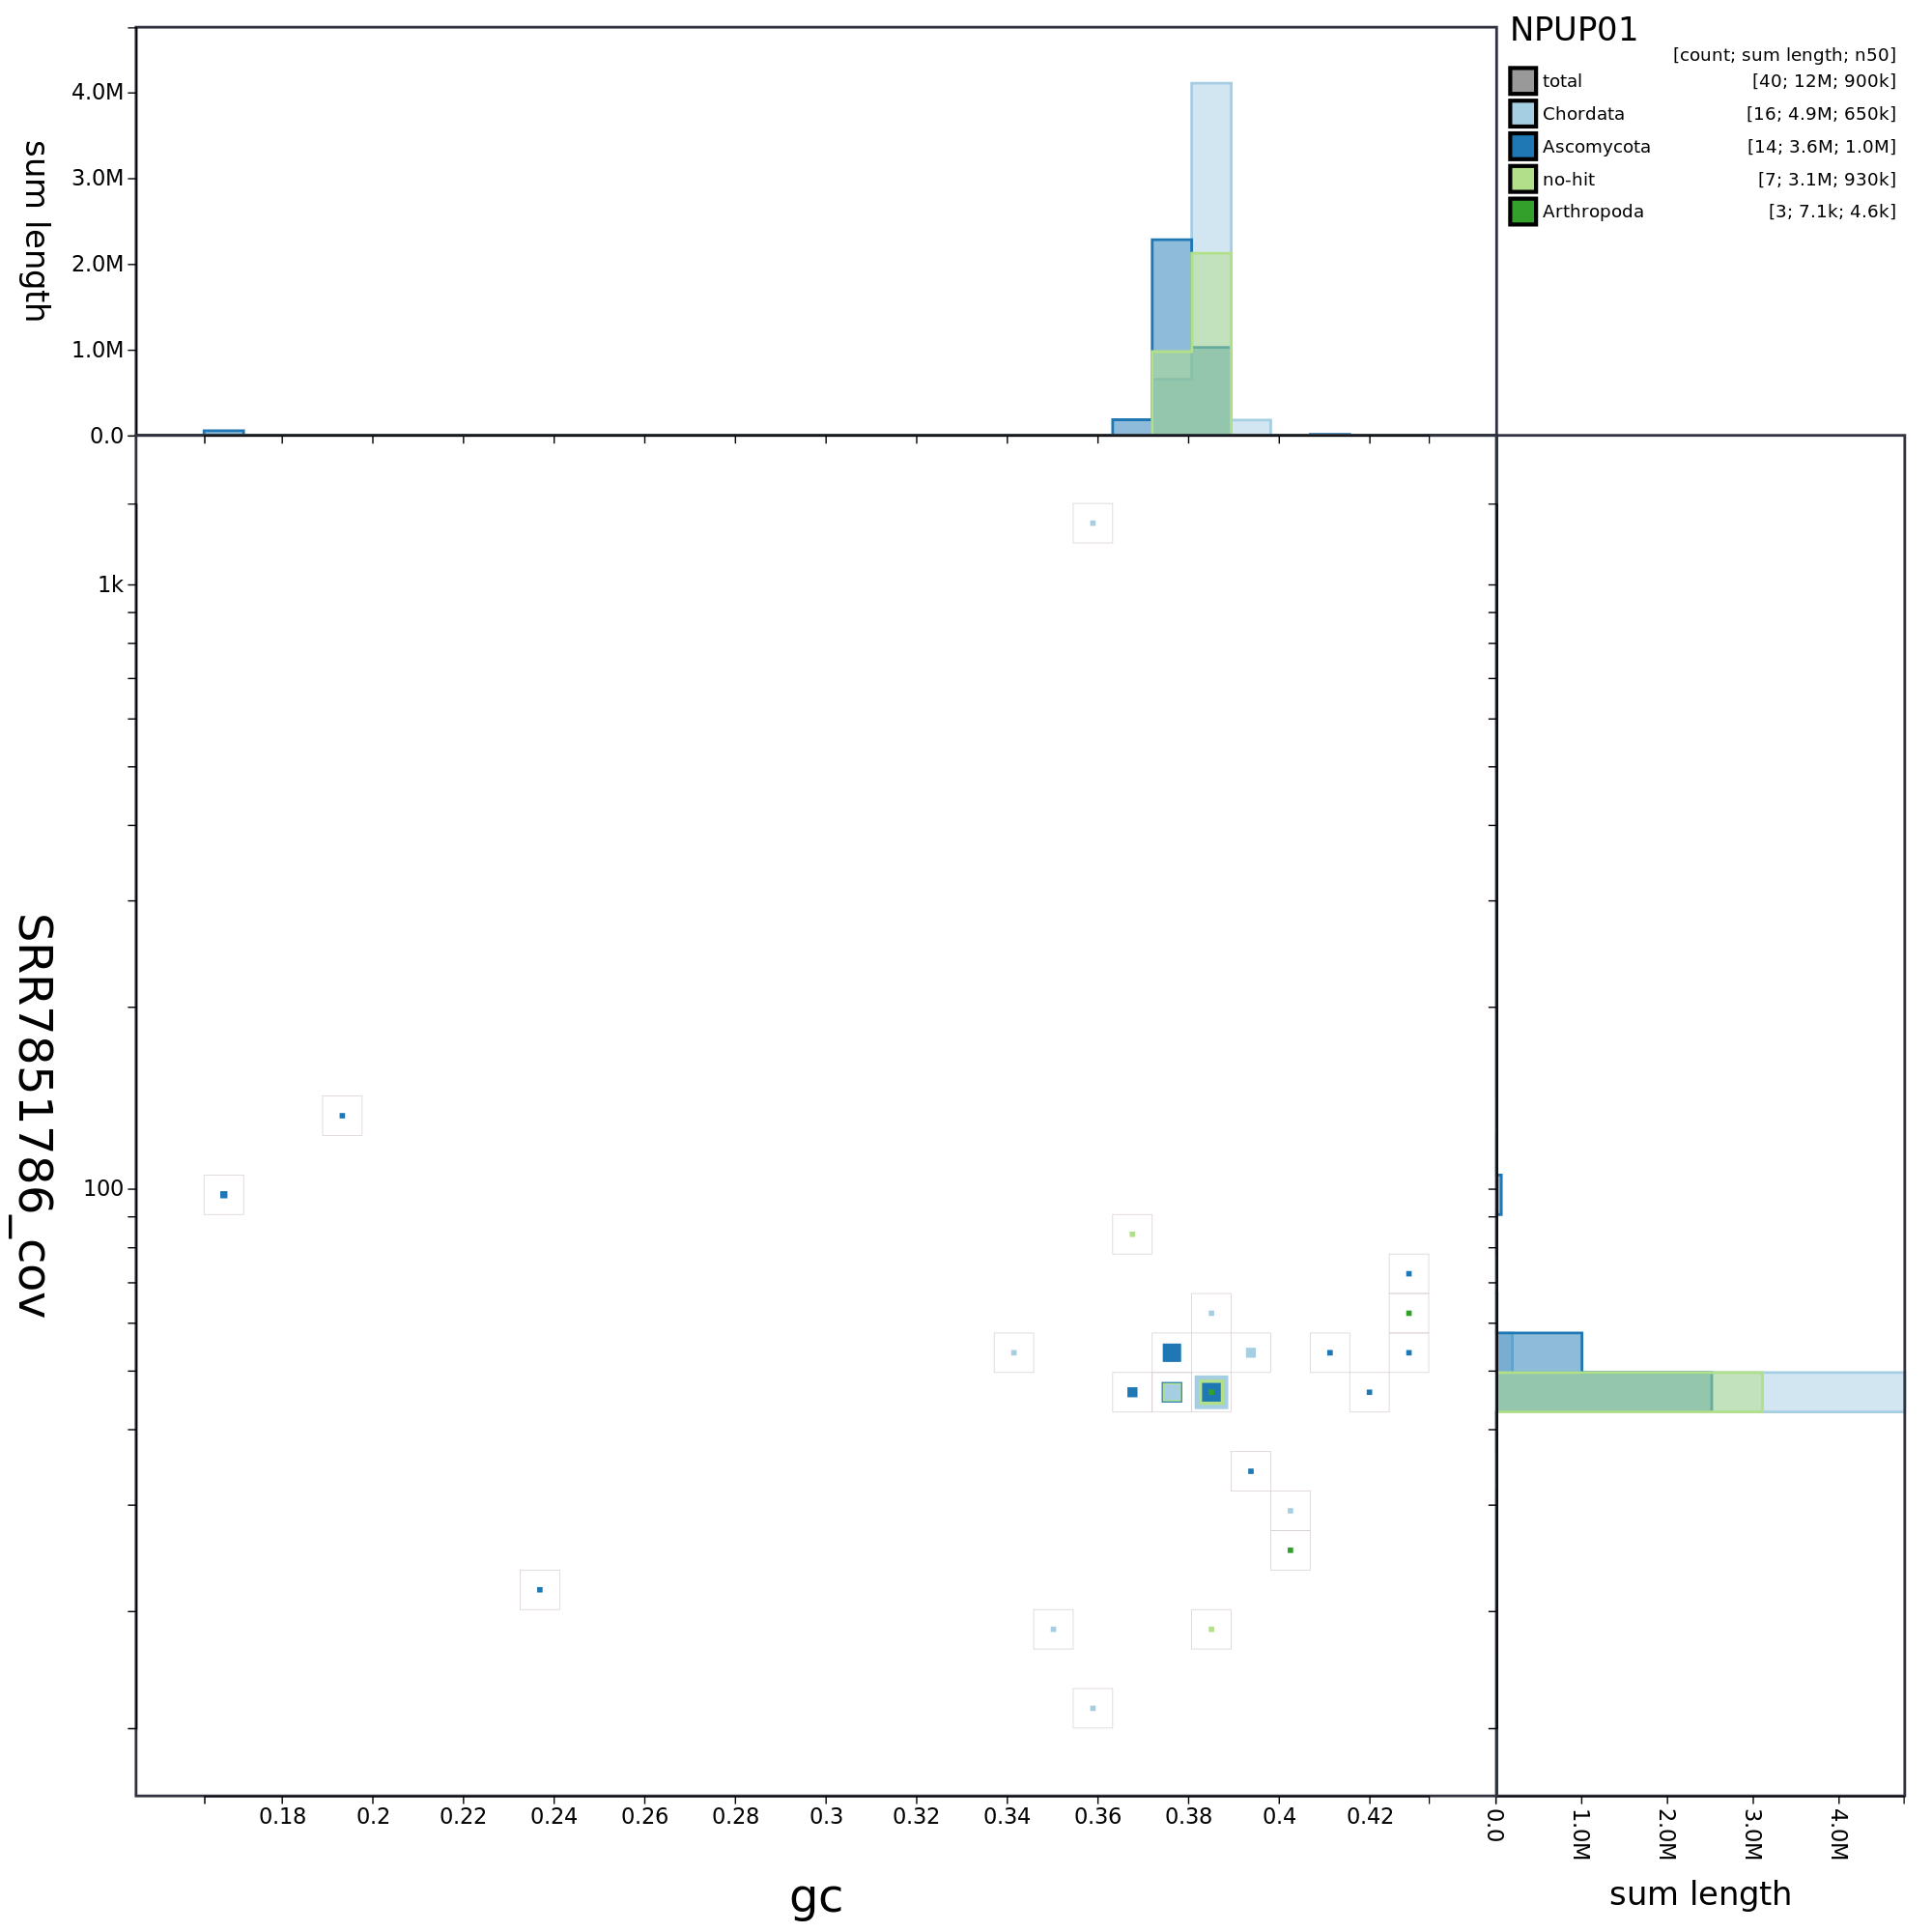 NPUP01
[count; sum length; n50]
total [40; 12M; 900k]
Chordata [16; 4.9M; 650k]
Ascomycota [14; 3.6M; 1.0M]
no-hit [7; 3.1M; 930k]
Arthropoda [3; 7.1k; 4.6k]
sum length
4.0M
3.0M
2.0M
1.0M
0.0
SRR7851786_cov
1k
100
0.18 0.2 0.22 0.24 0.26 0.28 0.3 0.32 0.34 0.36 0.38 0.4 0.42
gc
0.0 1.0M 2.0M 3.0M 4.0M
sum length